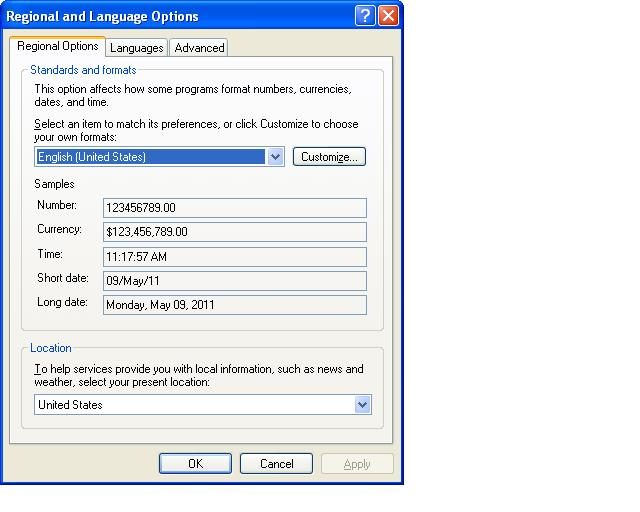 Regional and Language Options
Regional Options Languages Advanced
Standards and formats
This option affects how some programs format numbers, currencies,
dates, and time.
Select an item to match its preferences, or click Customize to choose
your own formats:
English (United States) Customize...
Samples
Number: 123456789.00
Currency: $123,456,789.00
Time: 11:17:57 AM
Short date: 09/May/11
Long date: Monday, May 09, 2011
Location
To help services provide you with local information, such as news and
weather, select your present location:
United States
OK Cancel Apply